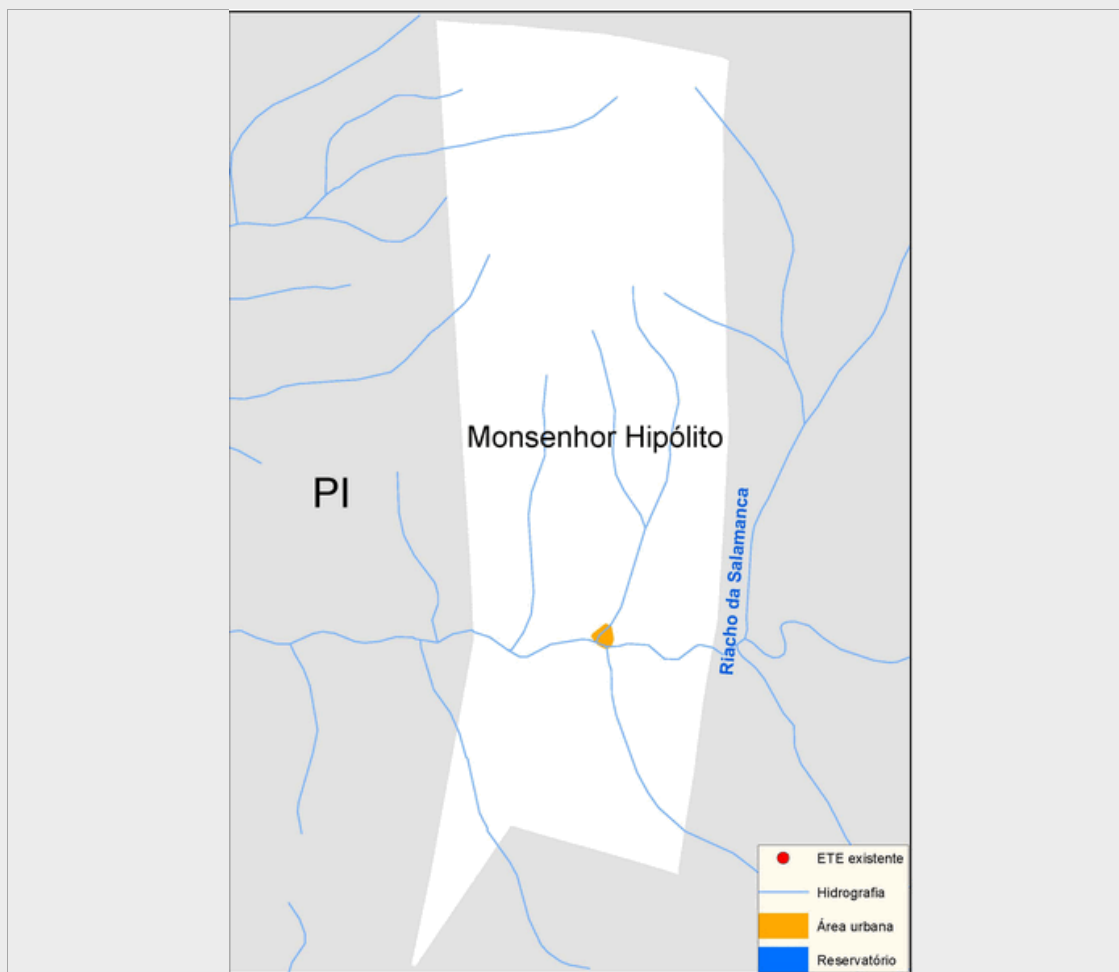 Monsenhor Hipólito
PI
Riacho da Salamanca
ETE existente
Hidrografia
Área urbana
Reservatório